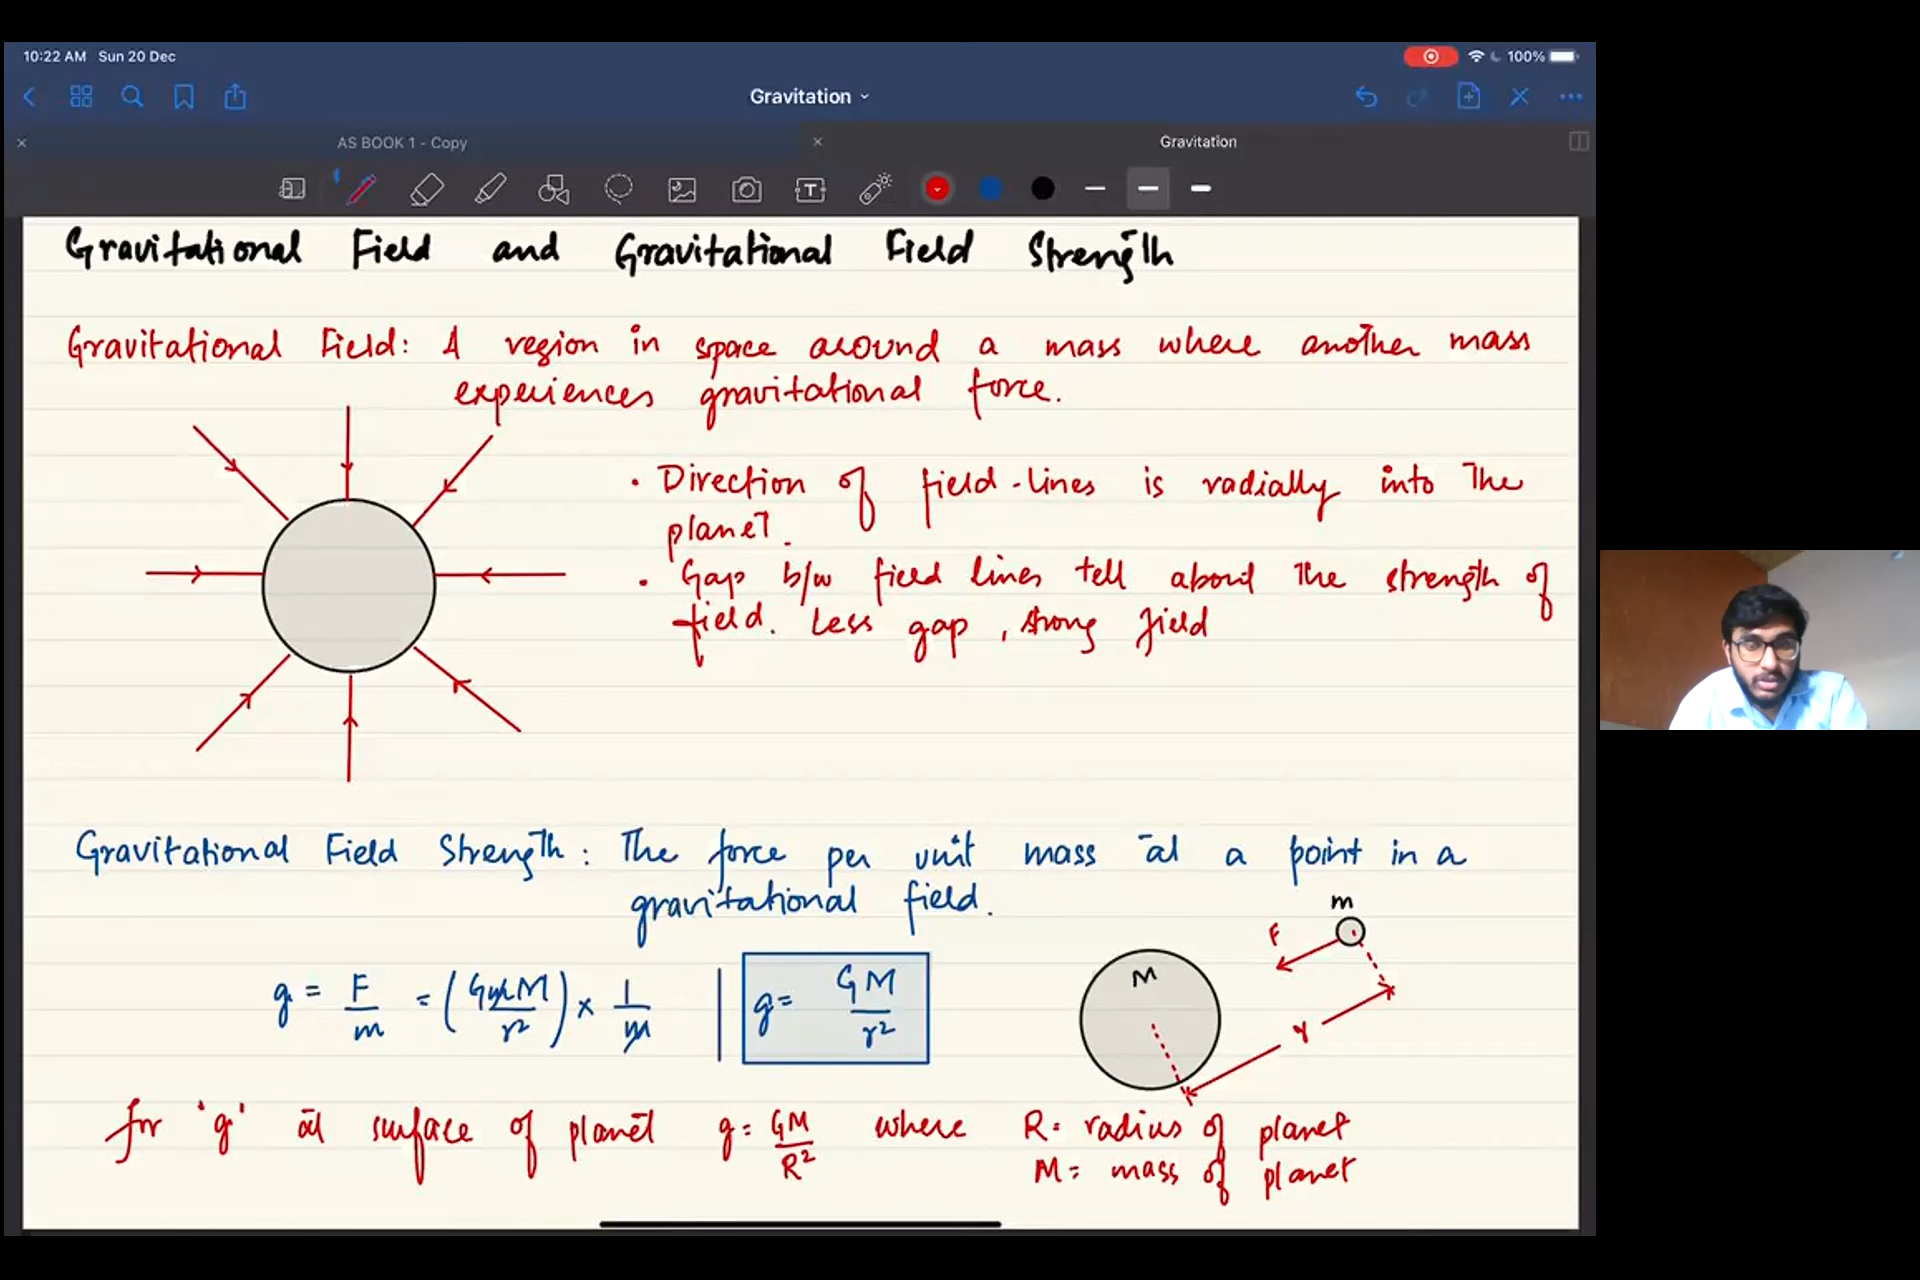 10:22 AM Sun 20 Dec
100%
Gravitation
AS BOOK 1 - Copy
Gravitation
Gravitational Field and Gravitational Field Strength
Gravitational Field: A region in space around a mass where another mass
experiences gravitational force.
• Direction of field-lines is radially into the
planet.
• Gap b/w field lines tell about the strength of
field. Less gap, strong field
Gravitational Field Strength: The force per unit mass at a point in a
gravitational field.
g = F/m = (GmM/r²) × 1/m | g = GM/r²
m
F
M
r
for 'g' at surface of planet g = GM/R² where R = radius of planet
M = mass of planet